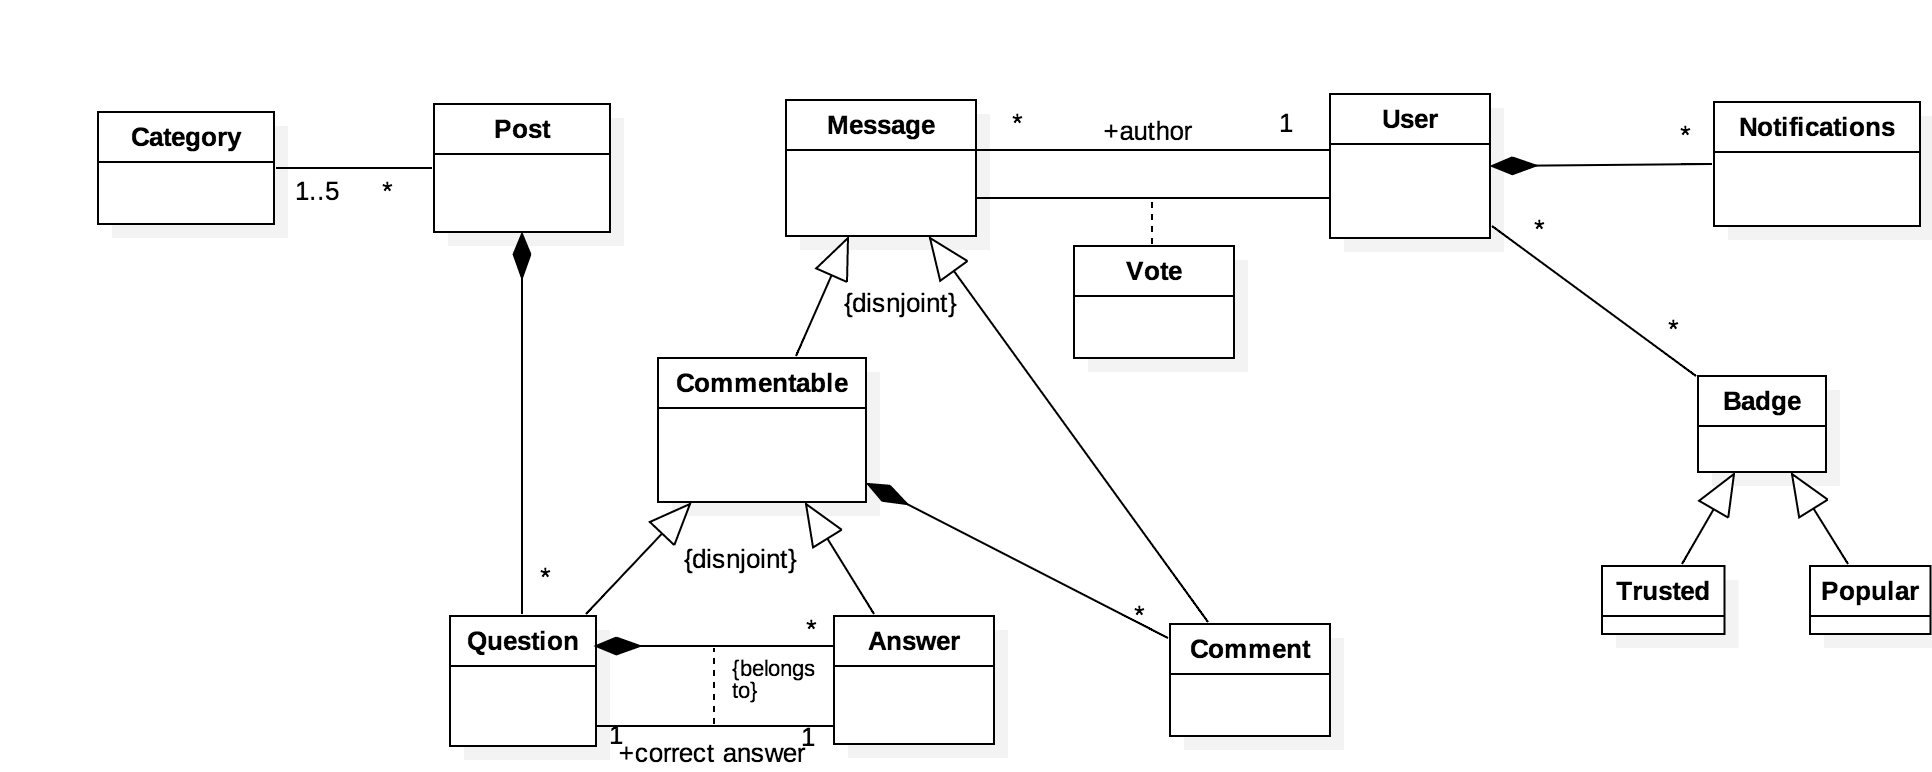 Category
1..5
*
Post
*
Message
*
+author
1
User
*
Notifications
*
*
Badge
Vote
{disnjoint}
Commentable
{disnjoint}
*
Trusted
Popular
Question
*
Answer
{belongs
to}
1
1
+correct answer
Comment